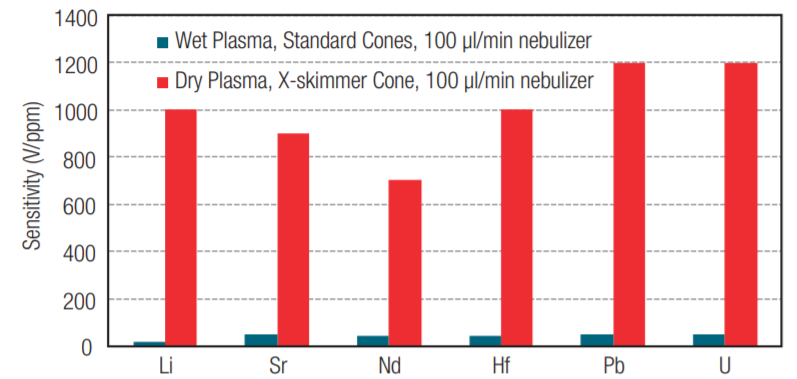 1400
1200
1000
800
600
400
200
0
Sensitivity (V/ppm)
Wet Plasma, Standard Cones, 100 µl/min nebulizer
Dry Plasma, X-skimmer Cone, 100 µl/min nebulizer
Li Sr Nd Hf Pb U